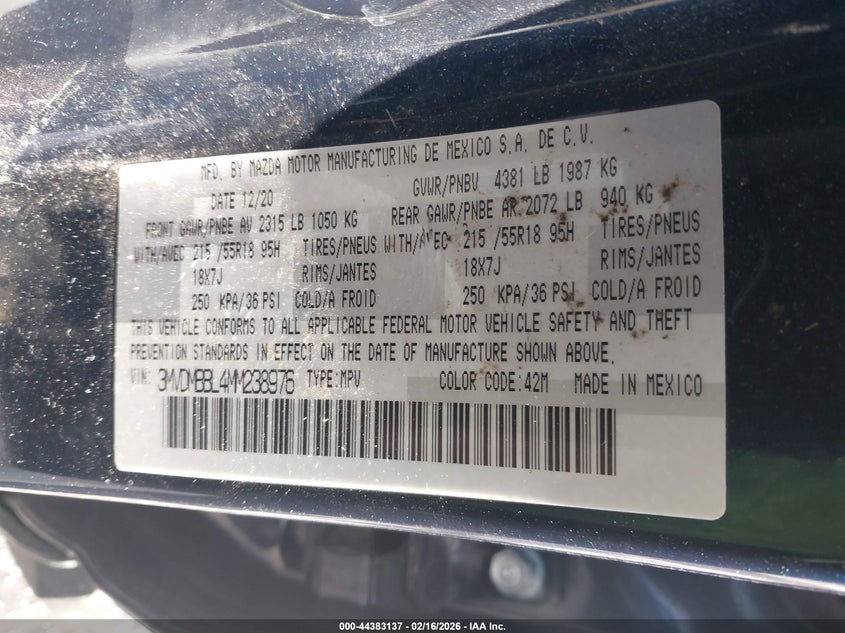 MFD. BY MAZDA MOTOR MANUFACTURING DE MEXICO S.A. DE C.V.
DATE 12/20 GVWR/PNBV 4381 LB 1987 KG
FRONT GAWR/PNBE AV 2315 LB 1050 KG REAR GAWR/PNBE AR 2072 LB 940 KG
WITH/AVEC 215 /55R18 95H TIRES/PNEUS WITH/AVEC 215 /55R18 95H TIRES/PNEUS
18X7J RIMS/JANTES 18X7J RIMS/JANTES
250 KPA/36 PSI COLD/A FROID 250 KPA/36 PSI COLD/A FROID
THIS VEHICLE CONFORMS TO ALL APPLICABLE FEDERAL MOTOR VEHICLE SAFETY AND THEFT
PREVENTION STANDARDS IN EFFECT ON THE DATE OF MANUFACTURE SHOWN ABOVE.
VIN: 3MVDMBBL4MM238976 TYPE:MPV COLOR CODE:42M MADE IN MEXICO
000-44383137 - 02/16/2026 - IAA Inc.